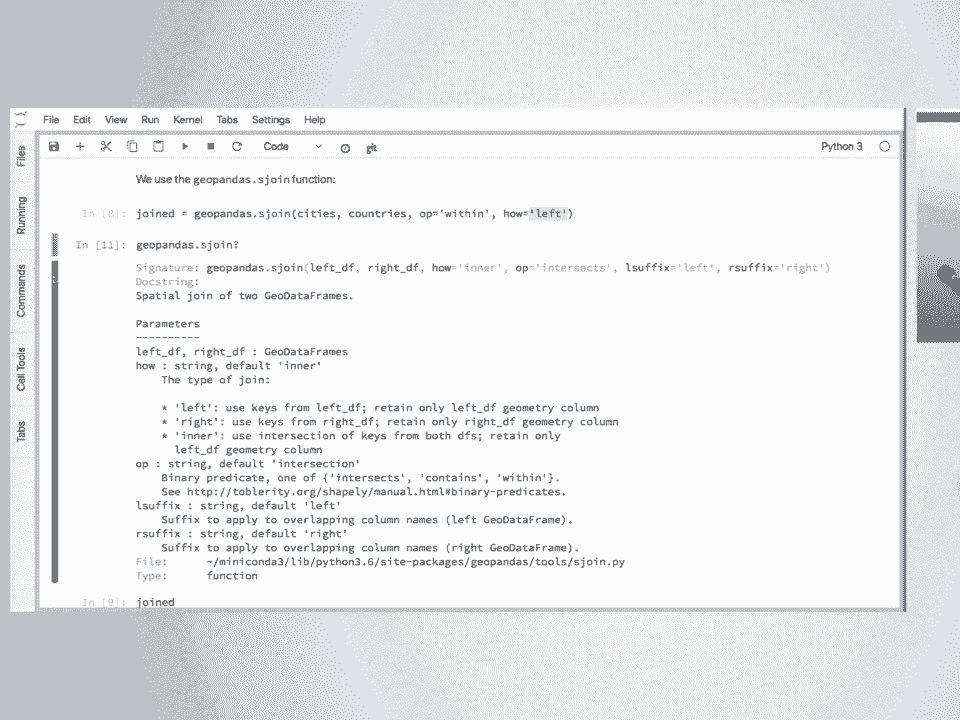 File Edit View Run Kernel Tabs Settings Help
Code
git
Python 3
Files
Running
Commands
Cell Tools
Tabs
We use the geopandas.sjoin function:
In [8]: joined = geopandas.sjoin(cities, countries, op='within', how='left')
In [11]: geopandas.sjoin?
Signature: geopandas.sjoin(left_df, right_df, how='inner', op='intersects', lsuffix='left', rsuffix='right')
Docstring:
Spatial join of two GeoDataFrames.
Parameters
----------
left_df, right_df : GeoDataFrames
how : string, default 'inner'
The type of join:
* 'left': use keys from left_df; retain only left_df geometry column
* 'right': use keys from right_df; retain only right_df geometry column
* 'inner': use intersection of keys from both dfs; retain only
left_df geometry column
op : string, default 'intersection'
Binary predicate, one of {'intersects', 'contains', 'within'}.
See http://toblerity.org/shapely/manual.html#binary-predicates.
lsuffix : string, default 'left'
Suffix to apply to overlapping column names (left GeoDataFrame).
rsuffix : string, default 'right'
Suffix to apply to overlapping column names (right GeoDataFrame).
File: ~/miniconda3/lib/python3.6/site-packages/geopandas/tools/sjoin.py
Type: function
In [9]: joined